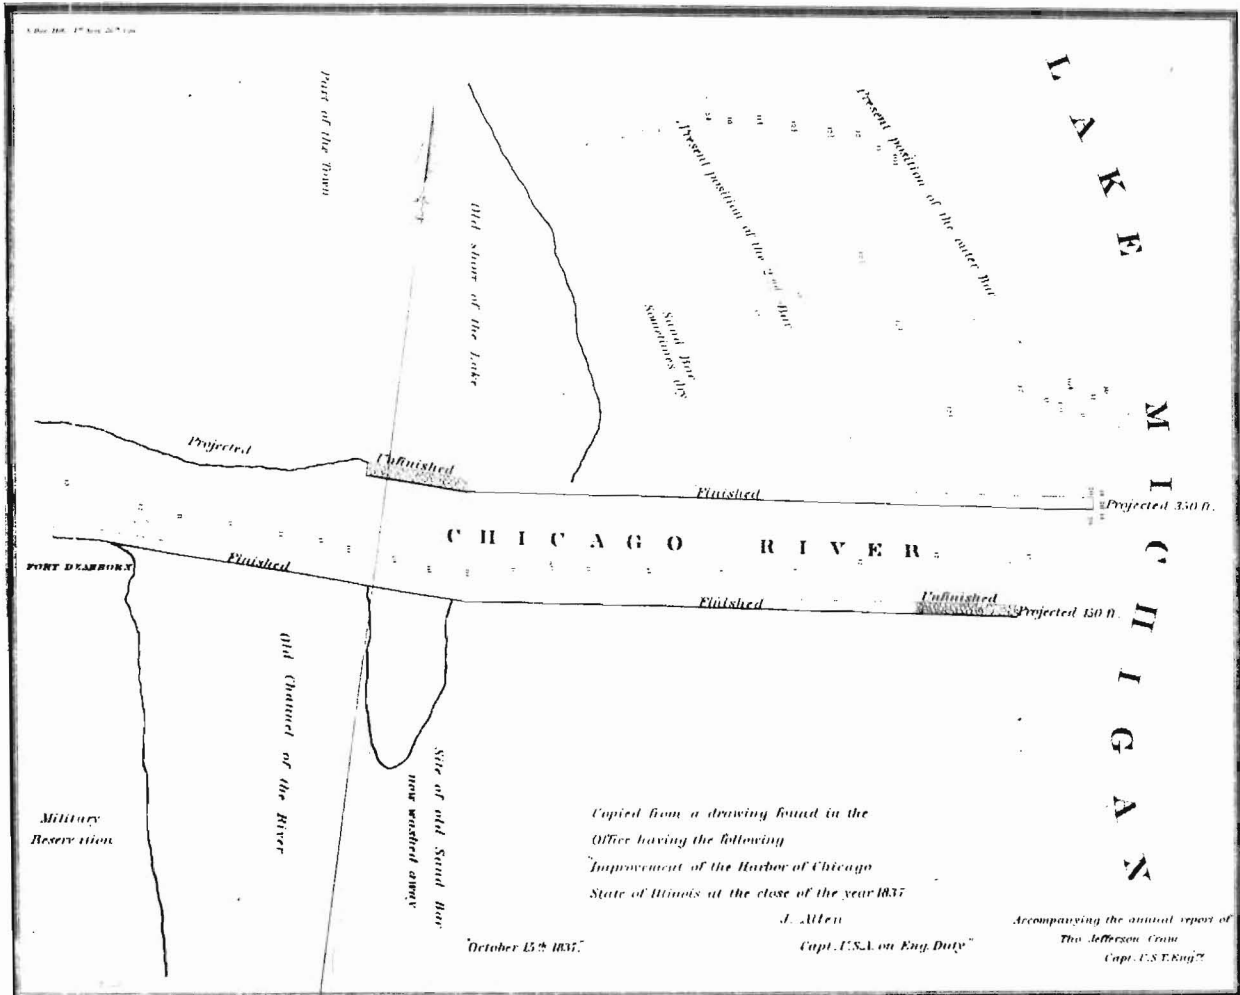 LAKE MICHIGAN
Part of the Town
Old shore of the Lake
Present position of the 2nd Bar
Present position of the outer Bar
Sand Bar
Sometimes dry
Projected
Unfinished
Finished
Projected 350 ft.
CHICAGO RIVER
FORT DEARBORN
Finished
Finished
Unfinished
Projected 450 ft.
Old Channel of the River
Site of old Sand Bar
now washed away
Military
Reservation
Copied from a drawing found in the
Office having the following
"Improvement of the Harbor of Chicago
State of Illinois at the close of the year 1837
J. Allen
Capt. U.S.A. on Eng. Duty"
"October 15th 1837."
Accompanying the annual report of
Tho Jefferson Cram
Capt. U.S.T. Engrs